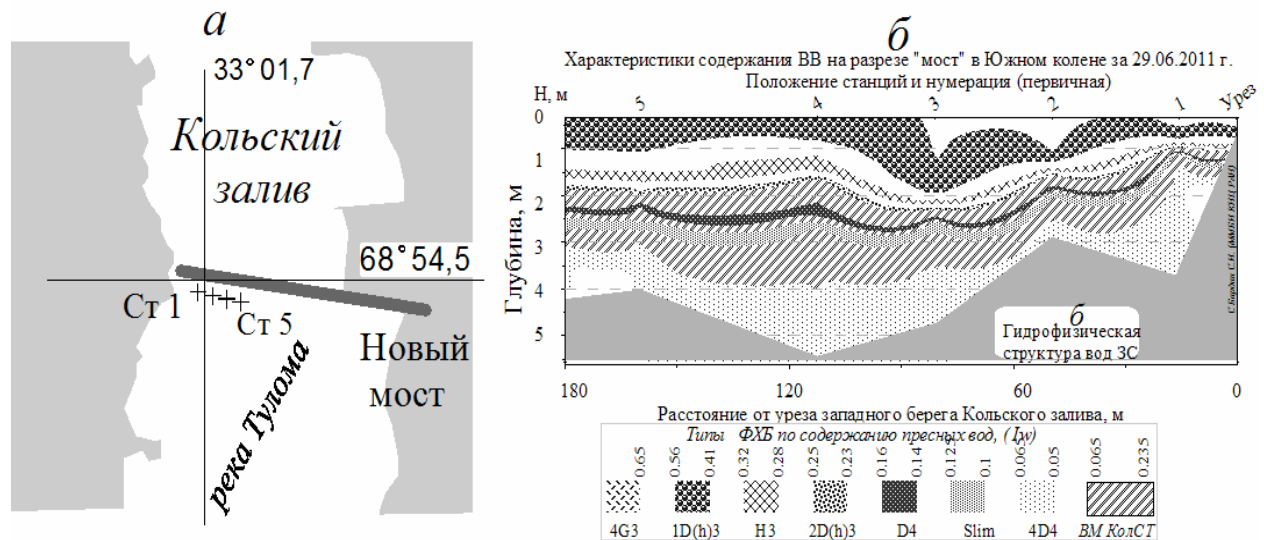 а
33° 01,7
Кольский
залив
68° 54,5
Ст 1
Ст 5
Новый
мост
река Тулома
б
Характеристики содержания ВВ на разрезе "мост" в Южном колене за 29.06.2011 г.
Положение станций и нумерация (первичная)
Н, м
5
4
3
2
1
Урез
0
1
2
3
4
5
Глубина, м
б
Гидрофизическая
структура вод ЗС
180
120
60
0
Расстояние от уреза западного берега Кольского залива, м
Типы ФХБ по содержанию пресных вод, (Iw)
0.65
0.56
0.41
0.32
0.28
0.25
0.23
0.16
0.14
0.12
0.1
0.06
0.05
0.065
0.235
4G3
1D(h)3
H3
2D(h)3
D4
Slim
4D4
ВМ КолСТ